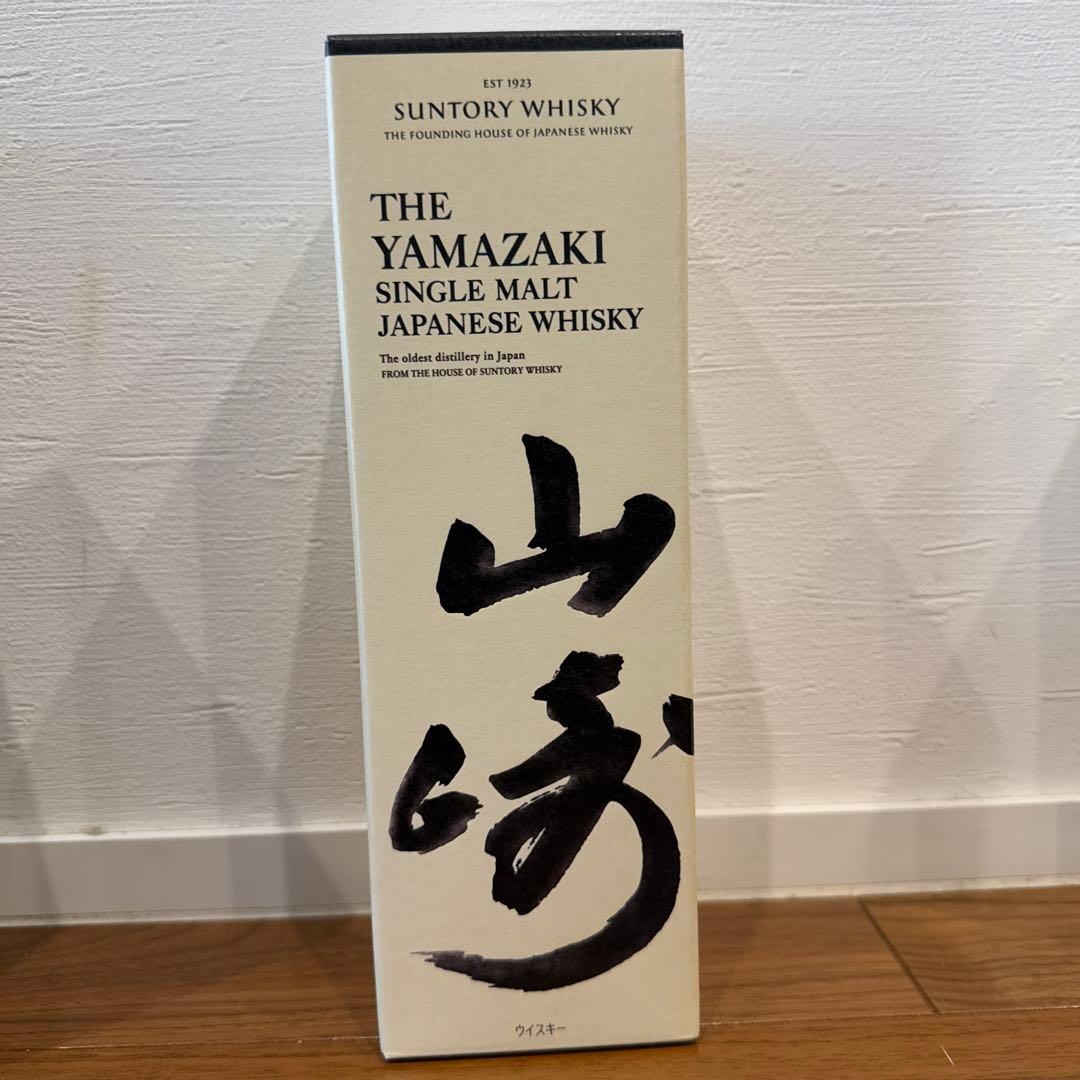 EST 1923
SUNTORY WHISKY
THE FOUNDING HOUSE OF JAPANESE WHISKY
THE
YAMAZAKI
SINGLE MALT
JAPANESE WHISKY
The oldest distillery in Japan
FROM THE HOUSE OF SUNTORY WHISKY
山
崎
ウイスキー